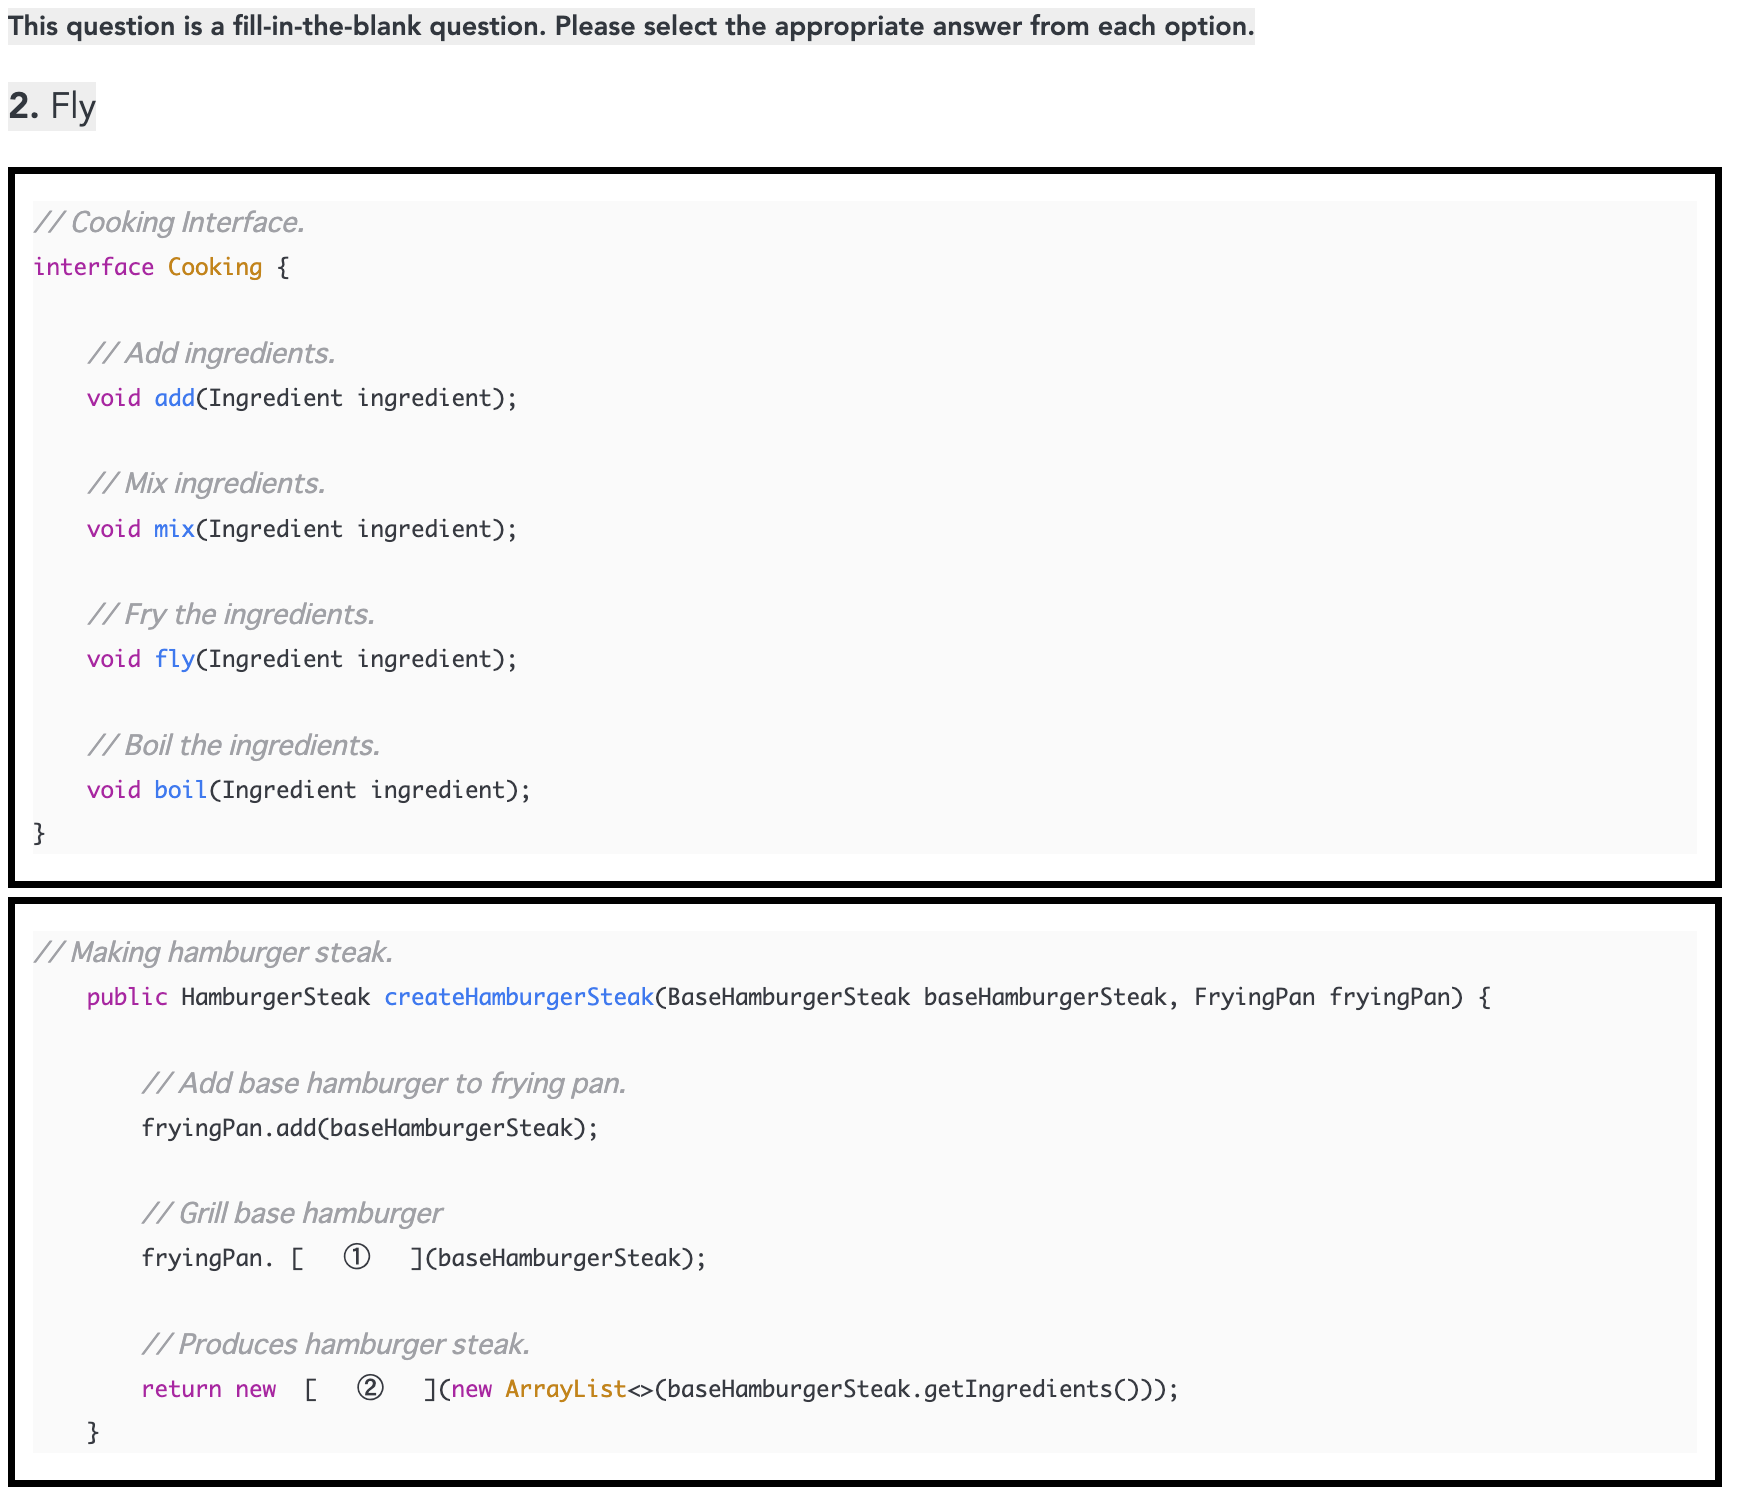 This question is a fill-in-the-blank question. Please select the appropriate answer from each option.
2. Fly
// Cooking Interface.
interface Cooking {
// Add ingredients.
void add(Ingredient ingredient);
// Mix ingredients.
void mix(Ingredient ingredient);
// Fry the ingredients.
void fly(Ingredient ingredient);
// Boil the ingredients.
void boil(Ingredient ingredient);
}
// Making hamburger steak.
public HamburgerSteak createHamburgerSteak(BaseHamburgerSteak baseHamburgerSteak, FryingPan fryingPan) {
// Add base hamburger to frying pan.
fryingPan.add(baseHamburgerSteak);
// Grill base hamburger
fryingPan. [ ① ](baseHamburgerSteak);
// Produces hamburger steak.
return new [ ② ](new ArrayList<>(baseHamburgerSteak.getIngredients()));
}